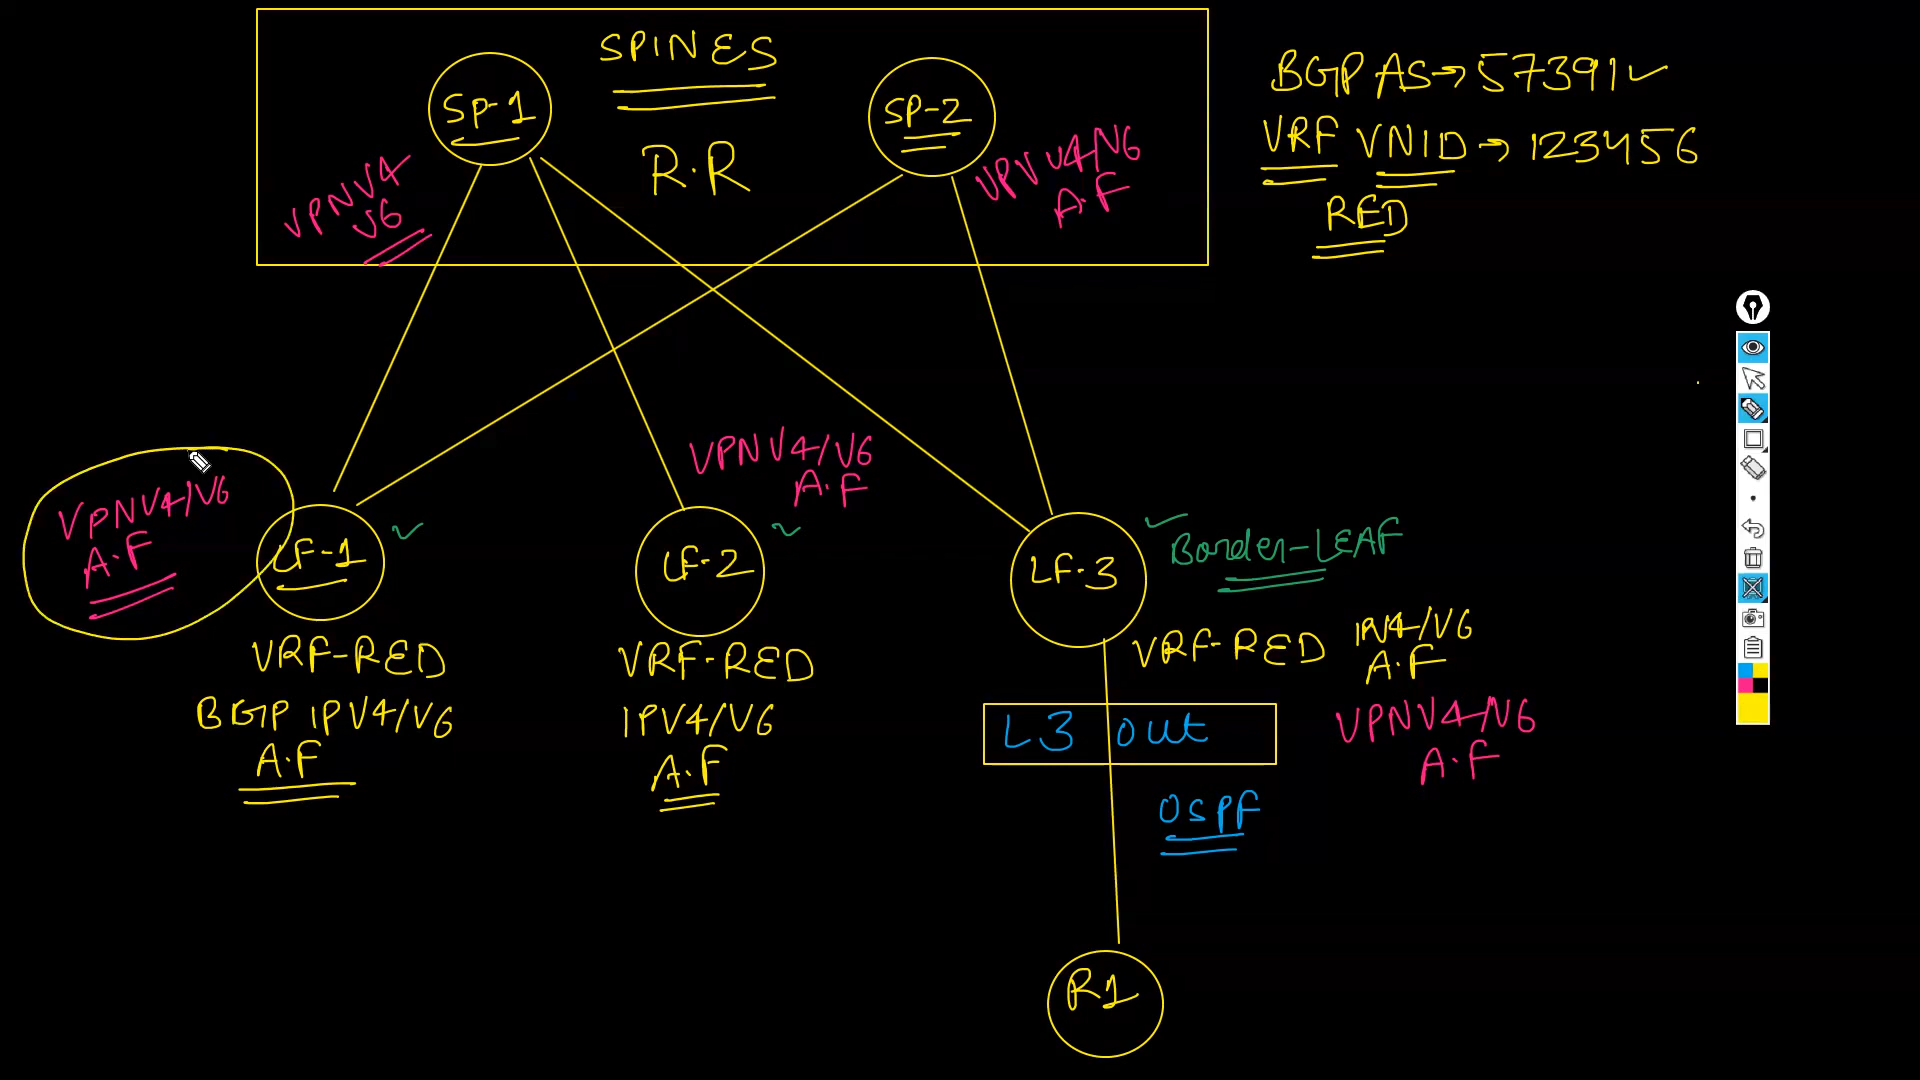 SPINES
SP-1
SP-2
R.R
VPNV4
V6
VPV V4/V6
A.F
BGP AS→57391✓
VRF VNID→123456
RED
VPNV4/V6
A.F
VPNV4/V6
A.F
LF-1
LF-2
LF-3
Border-LEAF
VRF-RED
BGP IPV4/V6
A.F
VRF-RED
IPV4/V6
A.F
VRF-RED
IPV4/V6
A.F
L3 out
VPNV4/V6
A.F
OSPF
R1